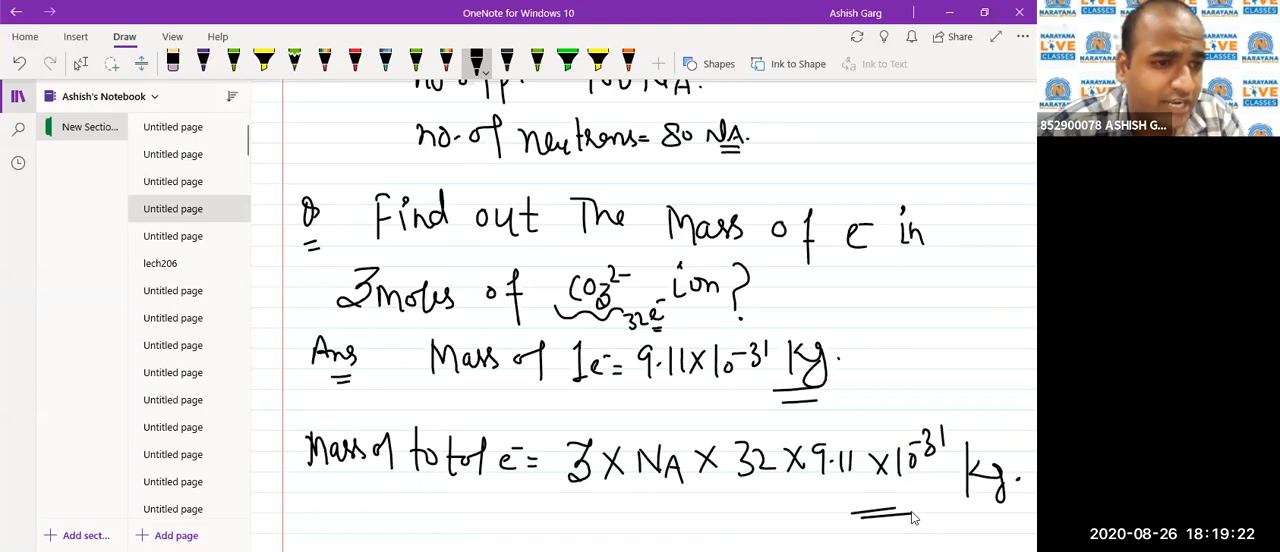 OneNote for Windows 10
Ashish Garg
Home Insert Draw View Help
Share
Shapes
Ink to Shape
Ink to Text
Ashish's Notebook
New Sectio...
Untitled page
Untitled page
Untitled page
Untitled page
Untitled page
lech206
Untitled page
Untitled page
Untitled page
Untitled page
Untitled page
Untitled page
Untitled page
Untitled page
Untitled page
Add sect...
Add page
100 NA.
no. of neutrons = 80 NA.
Q Find out The Mass of e- in
3 moles of CO3 2- ion?
32e-
Ans Mass of 1e- = 9.11 X 10-31 Kg.
Mass of total e- = 3 X NA X 32 X 9.11 X 10-31 Kg.
NARAYANA
LIVE
CLASSES
852900078 ASHISH G...
2020-08-26 18:19:22